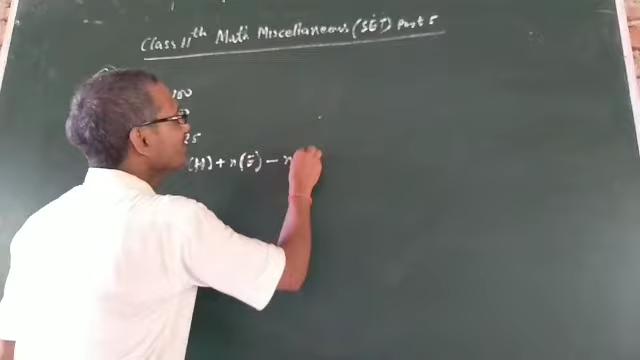 Class 11th Math Miscellaneous (SET) Part 5
100
25
(H) + n(E) − n